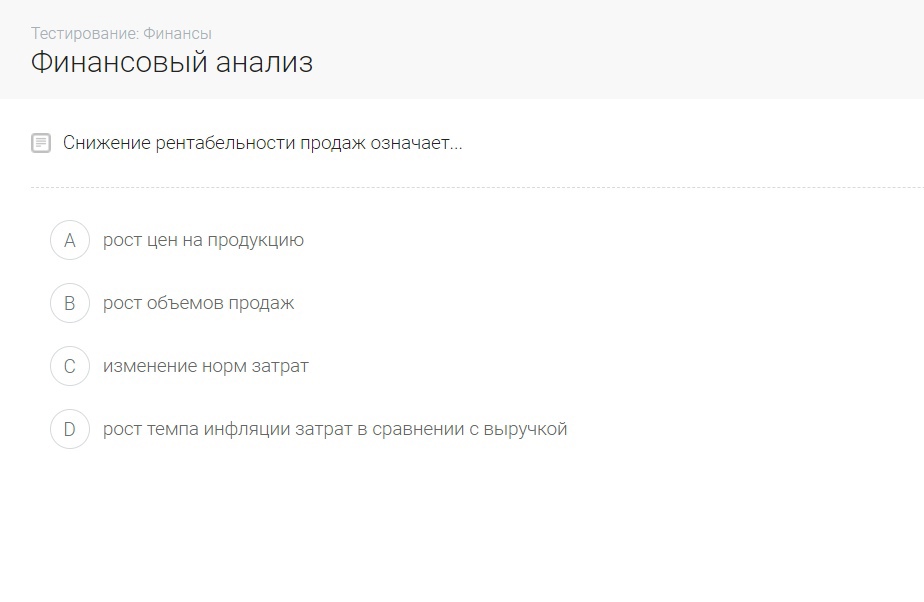 Тестирование: Финансы
Финансовый анализ
Снижение рентабельности продаж означает...
A рост цен на продукцию
B рост объемов продаж
C изменение норм затрат
D рост темпа инфляции затрат в сравнении с выручкой